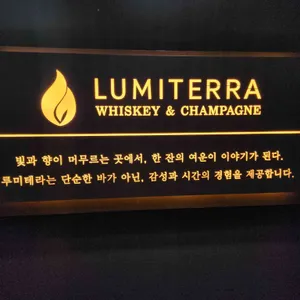 LUMITERRA
WHISKEY & CHAMPAGNE
빛과 향이 머무르는 곳에서, 한 잔의 여운이 이야기가 된다.
루미테라는 단순한 바가 아닌, 감성과 시간의 경험을 제공합니다.